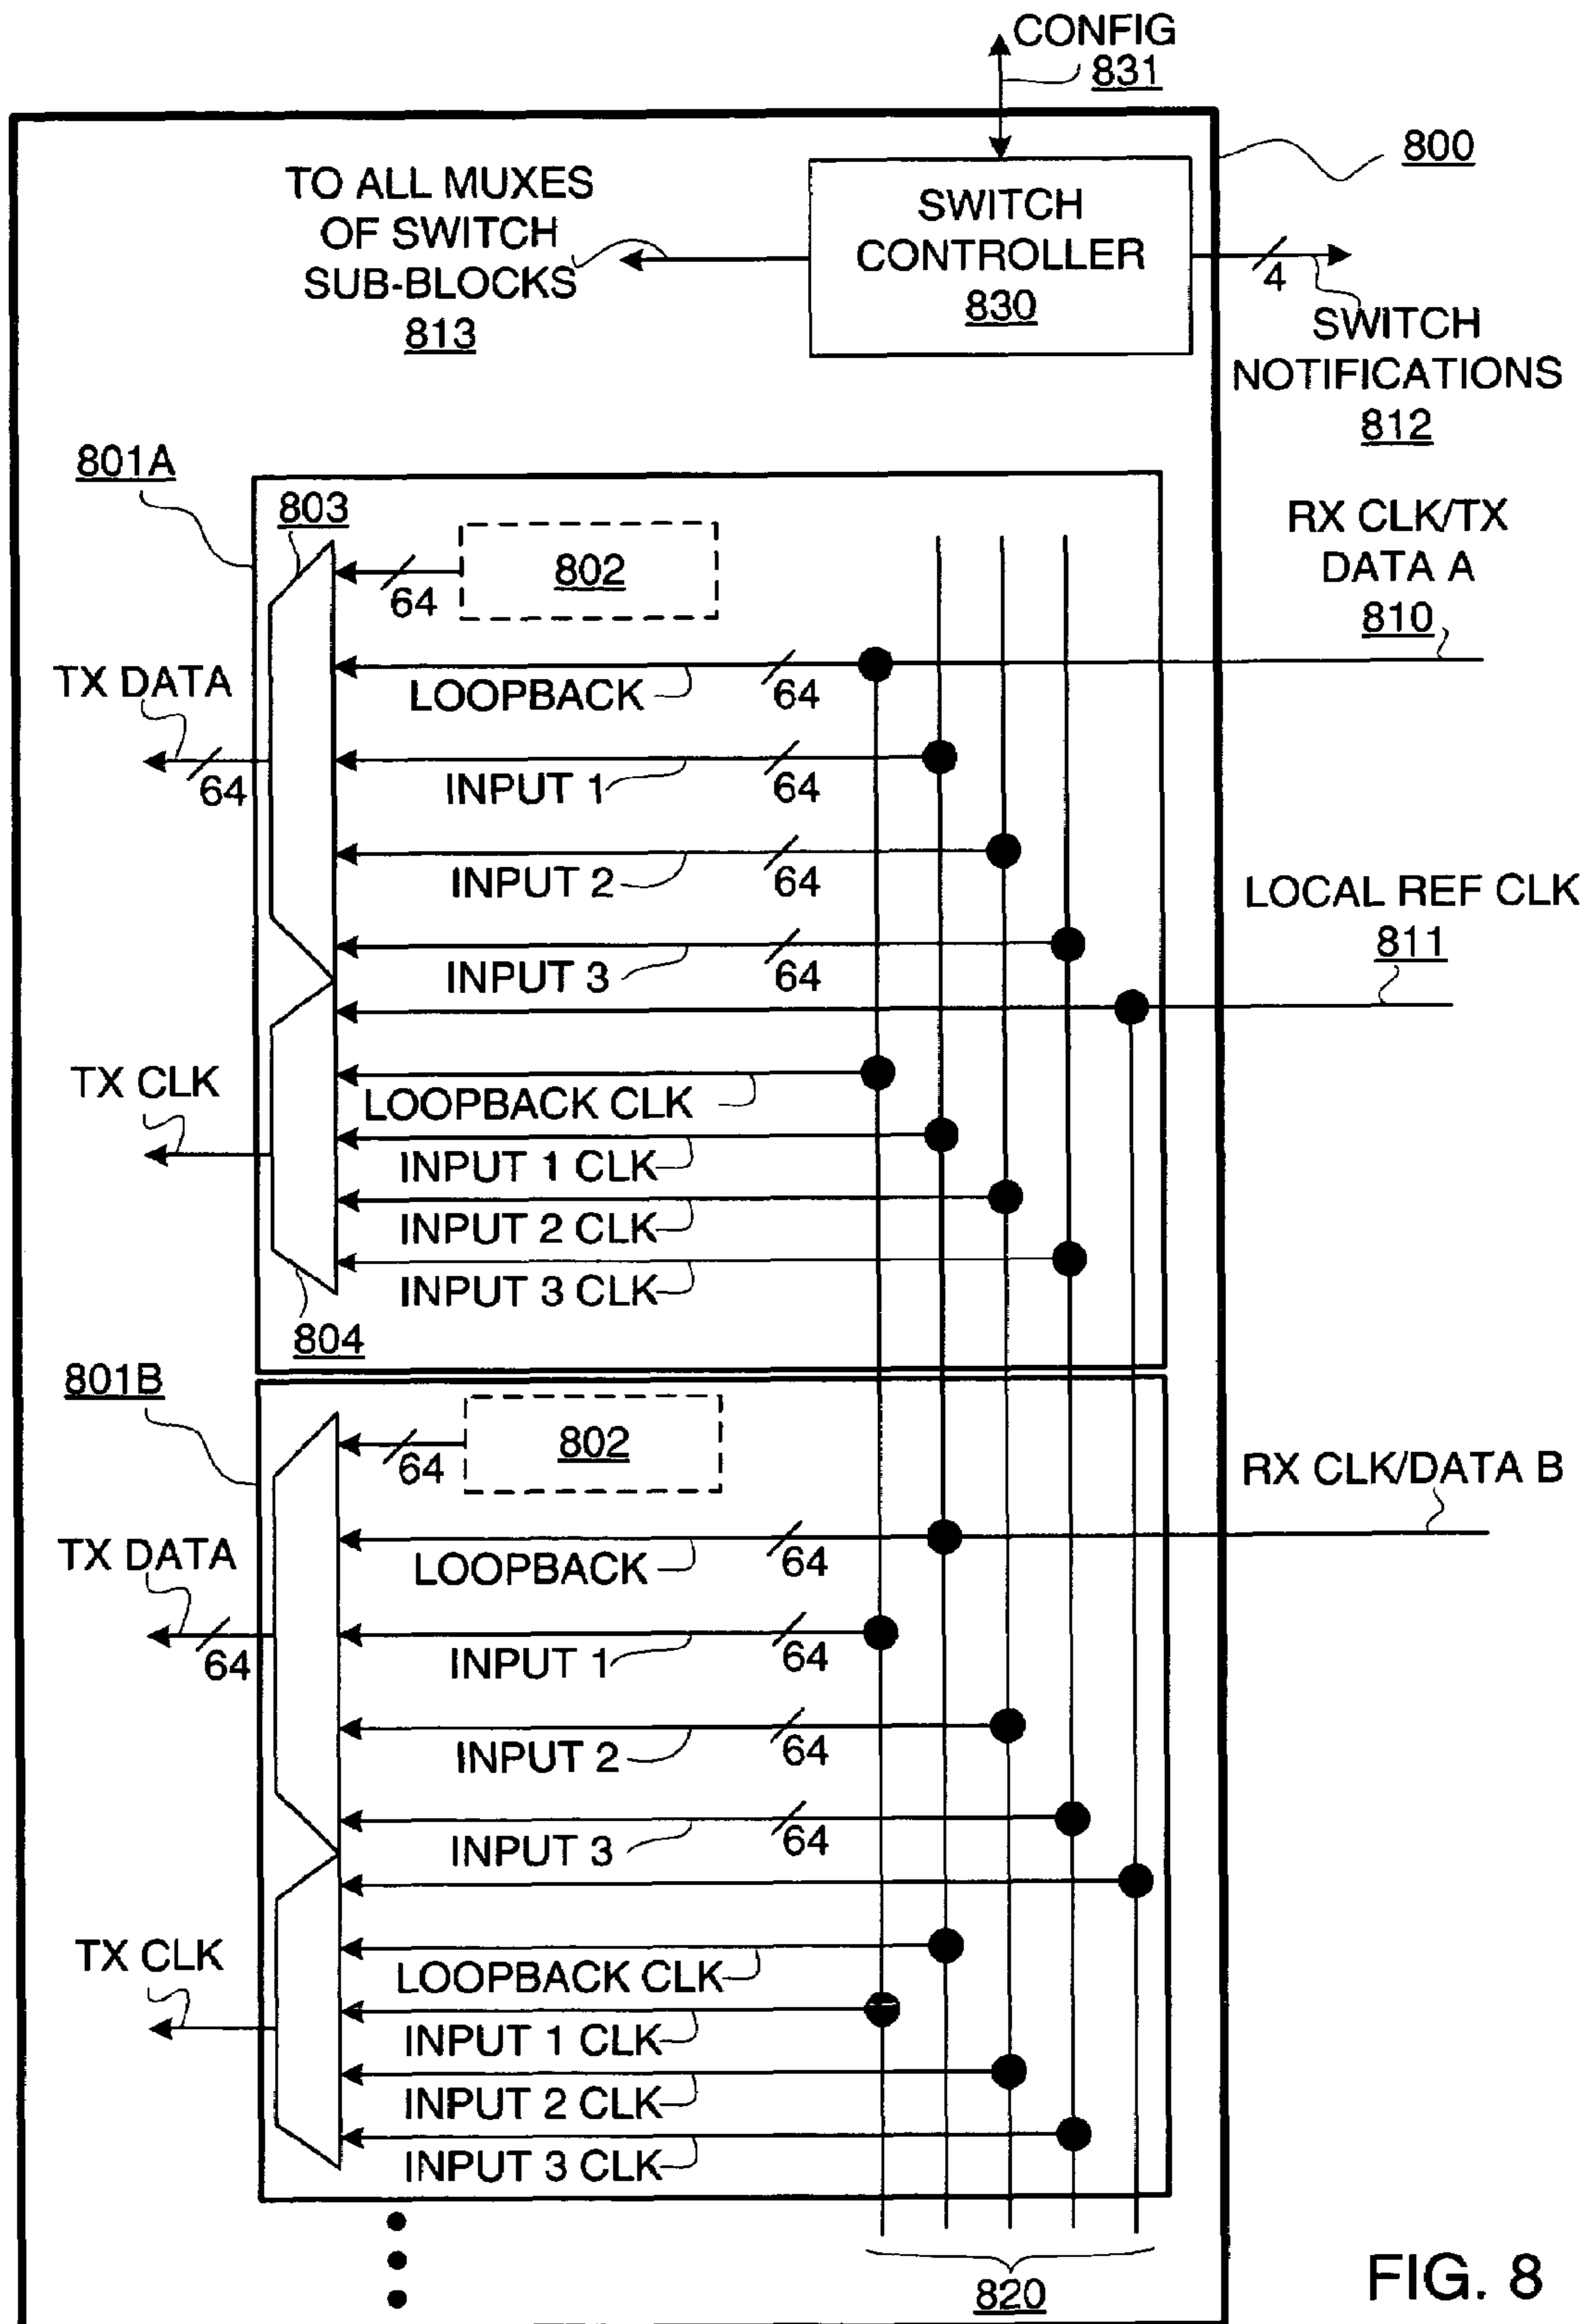 CONFIG
831
800
TO ALL MUXES
OF SWITCH
SUB-BLOCKS
813
SWITCH
CONTROLLER
830
4
SWITCH
NOTIFICATIONS
812
801A
803
802
64
RX CLK/TX
DATA A
810
TX DATA
64
LOOPBACK
64
INPUT 1
64
INPUT 2
64
INPUT 3
64
LOCAL REF CLK
811
TX CLK
LOOPBACK CLK
INPUT 1 CLK
INPUT 2 CLK
INPUT 3 CLK
804
801B
802
64
RX CLK/DATA B
TX DATA
64
LOOPBACK
64
INPUT 1
64
INPUT 2
64
INPUT 3
64
TX CLK
LOOPBACK CLK
INPUT 1 CLK
INPUT 2 CLK
INPUT 3 CLK
820
FIG. 8